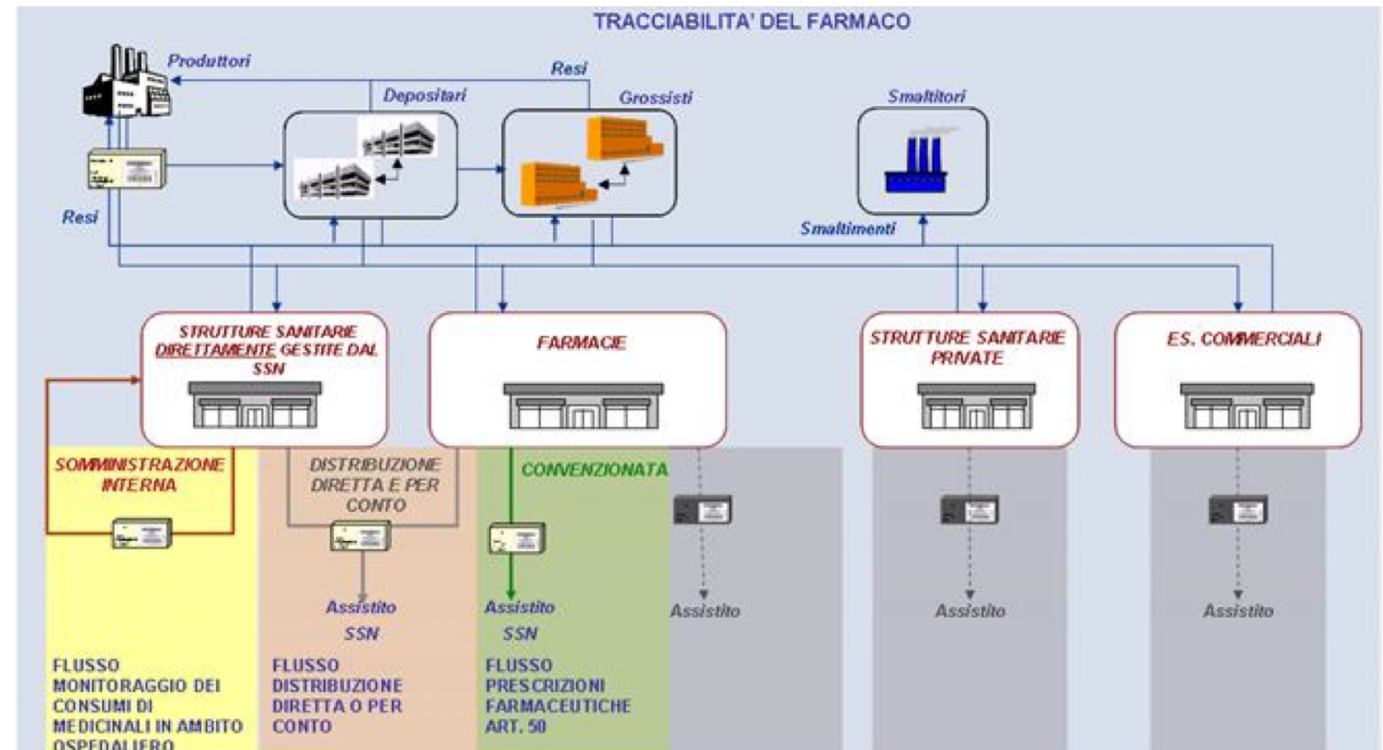 TRACCIABILITA' DEL FARMACO
Produttori
Resi
Depositari
Grossisti
Smaltitori
Resi
Smaltimenti
STRUTTURE SANITARIE
DIRETTAMENTE GESTITE DAL
SSN
FARMACIE
STRUTTURE SANITARIE
PRIVATE
ES. COMMERCIALI
SOMMINISTRAZIONE
INTERNA
DISTRIBUZIONE
DIRETTA E PER
CONTO
CONVENZIONATA
Assistito
SSN
Assistito
SSN
Assistito
Assistito
Assistito
FLUSSO
MONITORAGGIO DEI
CONSUMI DI
MEDICINALI IN AMBITO
OSPEDALIERO
FLUSSO
DISTRIBUZIONE
DIRETTA O PER
CONTO
FLUSSO
PRESCRIZIONI
FARMACEUTICHE
ART. 50